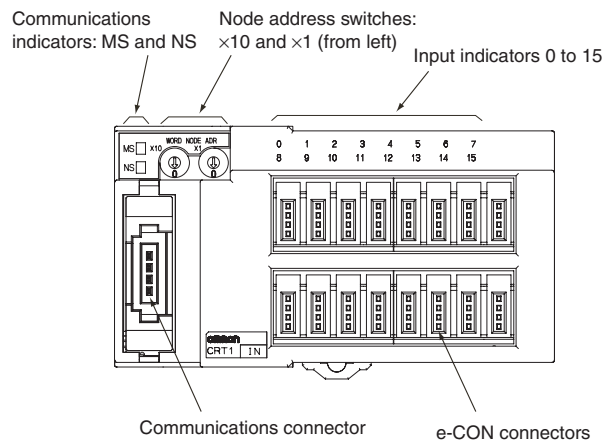 Communications
indicators: MS and NS
Node address switches:
×10 and ×1 (from left)
Input indicators 0 to 15
WORD NODE ADR
MS x10 x1
NS
0 0
0 1 2 3 4 5 6 7
8 9 10 11 12 13 14 15
omron
CRT1 IN
Communications connector
e-CON connectors